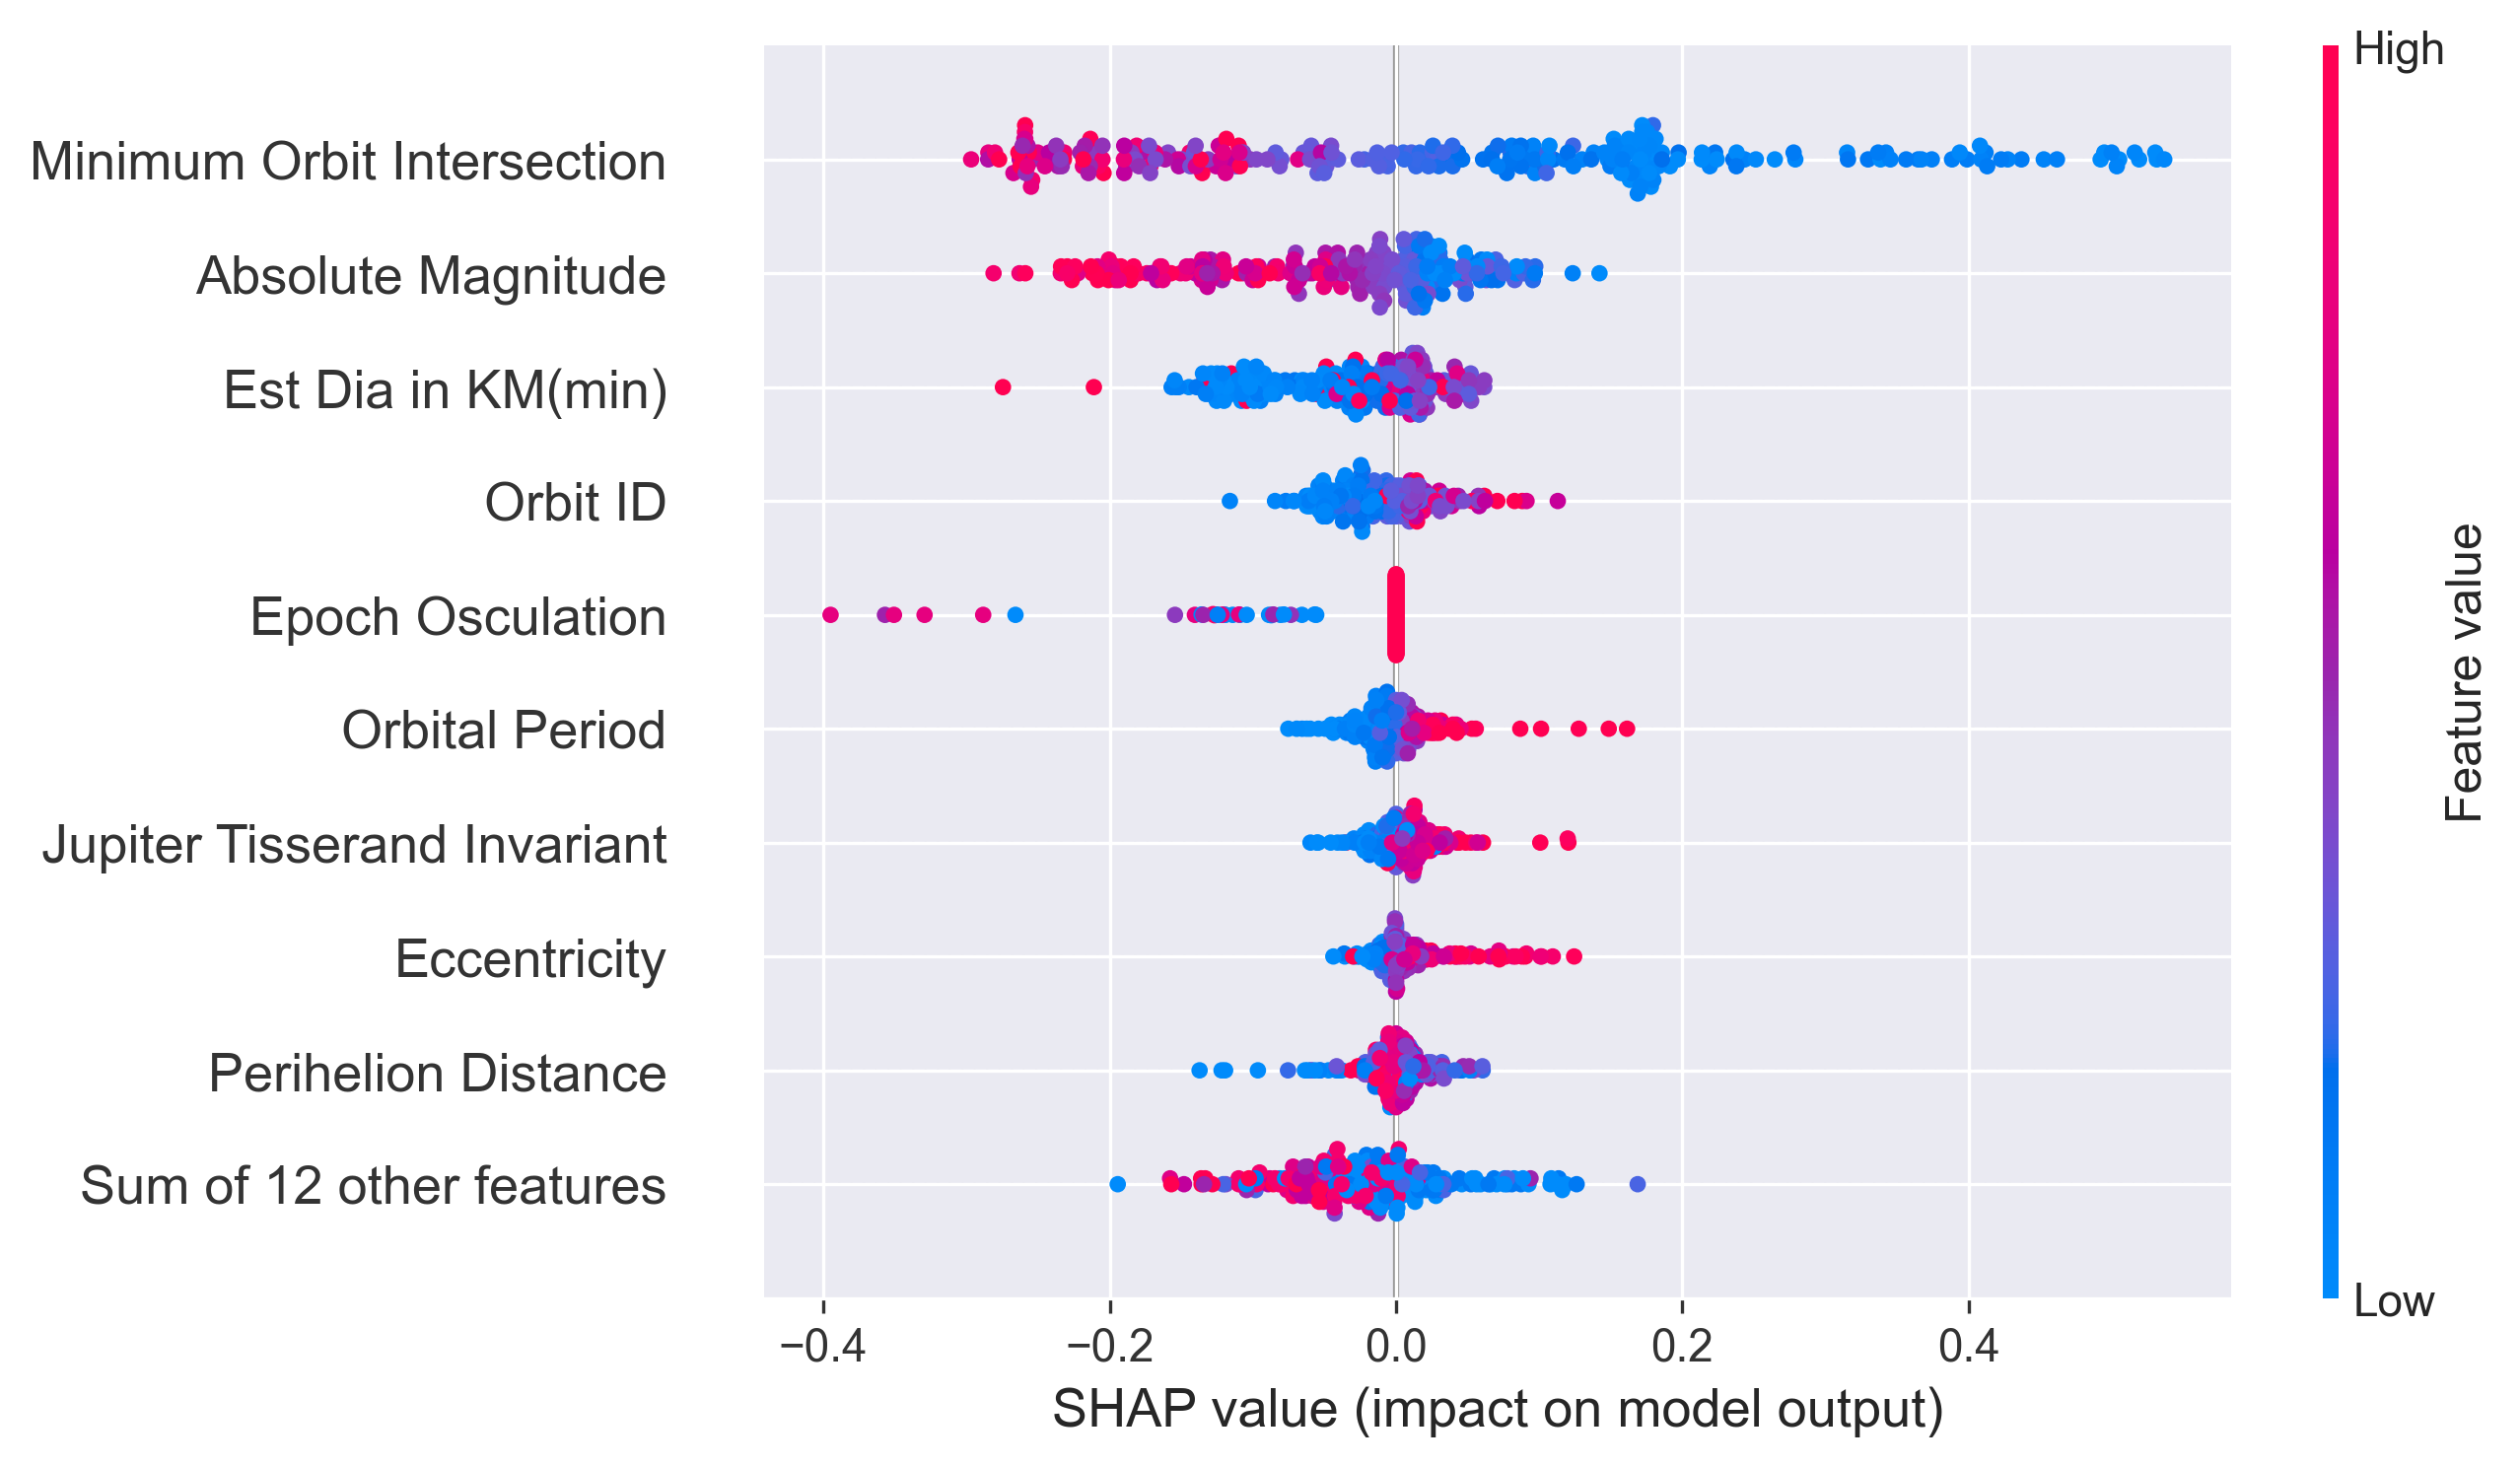 High
Minimum Orbit Intersection
Absolute Magnitude
Est Dia in KM(min)
Orbit ID
Epoch Osculation
Orbital Period
Jupiter Tisserand Invariant
Eccentricity
Perihelion Distance
Sum of 12 other features
Feature value
Low
−0.4 −0.2 0.0 0.2 0.4
SHAP value (impact on model output)